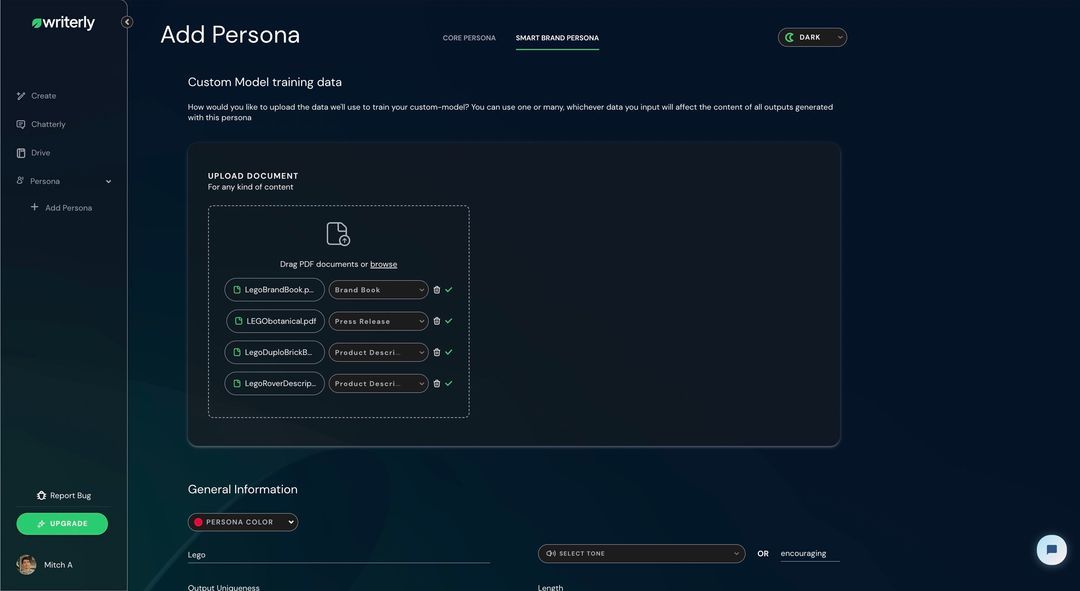 writerly
Add Persona
CORE PERSONA
SMART BRAND PERSONA
DARK
Create
Chatterly
Drive
Persona
Add Persona
Custom Model training data
How would you like to upload the data we'll use to train your custom-model? You can use one or many, whichever data you input will affect the content of all outputs generated
with this persona
UPLOAD DOCUMENT
For any kind of content
Drag PDF documents or browse
LegoBrandBook.p... Brand Book
LEGObotanical.pdf Press Release
LegoDuploBrickB... Product Descri...
LegoRoverDescrip... Product Descri...
General Information
PERSONA COLOR
Lego
SELECT TONE
OR
encouraging
Output Uniqueness
Length
Report Bug
UPGRADE
Mitch A